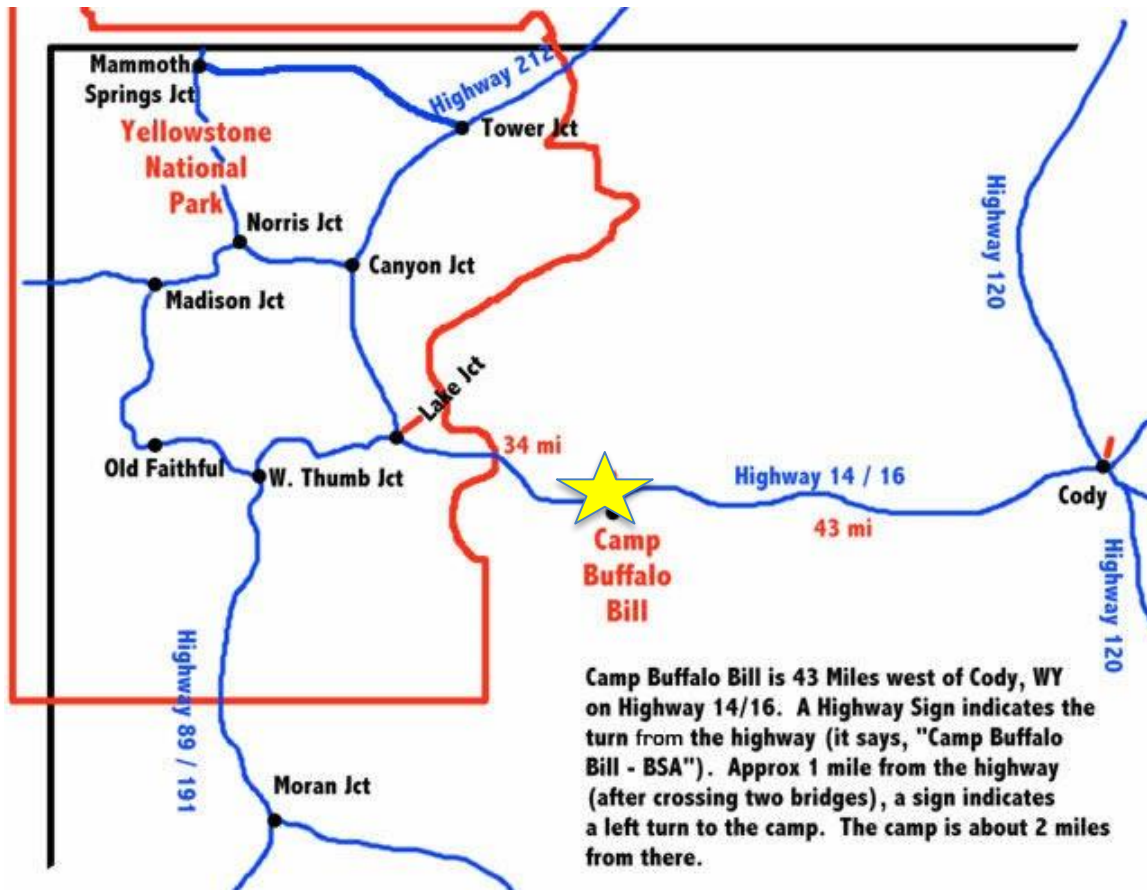 Mammoth
Springs Jct
Highway 212
Tower Jct
Yellowstone
National
Park
Norris Jct
Canyon Jct
Madison Jct
Highway 120
Lake Jct
Old Faithful
W. Thumb Jct
34 mi
Highway 14 / 16
43 mi
Cody
Camp
Buffalo
Bill
Highway 120
Highway 89 / 191
Moran Jct
Camp Buffalo Bill is 43 Miles west of Cody, WY
on Highway 14/16. A Highway Sign indicates the
turn from the highway (it says, "Camp Buffalo
Bill - BSA"). Approx 1 mile from the highway
(after crossing two bridges), a sign indicates
a left turn to the camp. The camp is about 2 miles
from there.